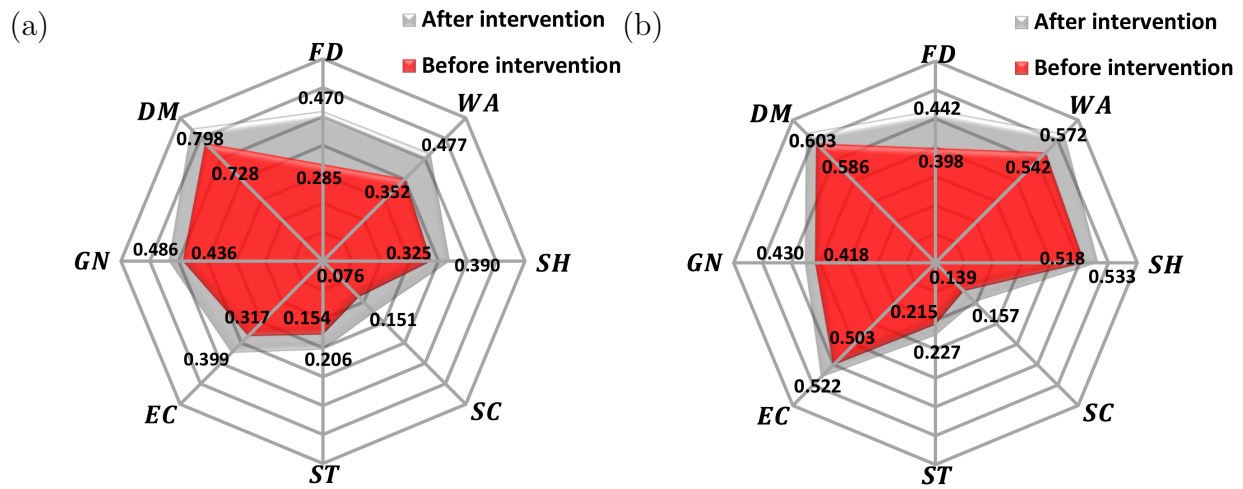 (a)
After intervention
Before intervention
FD
WA
SH
SC
ST
EC
GN
DM
0.470
0.477
0.390
0.151
0.206
0.399
0.486
0.798
0.285
0.352
0.325
0.076
0.154
0.317
0.436
0.728
(b)
After intervention
Before intervention
FD
WA
SH
SC
ST
EC
GN
DM
0.442
0.572
0.533
0.157
0.227
0.522
0.430
0.603
0.398
0.542
0.518
0.139
0.215
0.503
0.418
0.586